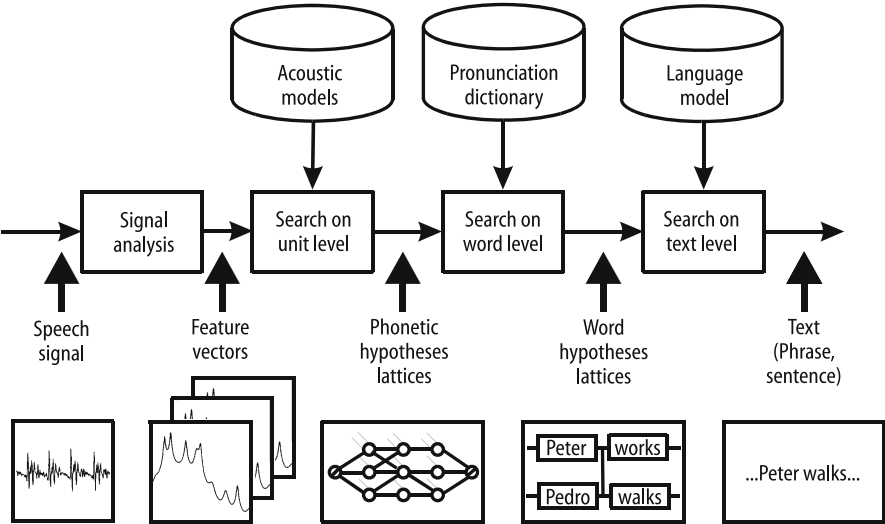 Acoustic
models
Pronunciation
dictionary
Language
model
Signal
analysis
Search on
unit level
Search on
word level
Search on
text level
Speech
signal
Feature
vectors
Phonetic
hypotheses
lattices
Word
hypotheses
lattices
Text
(Phrase,
sentence)
Peter
works
Pedro
walks
...Peter walks...